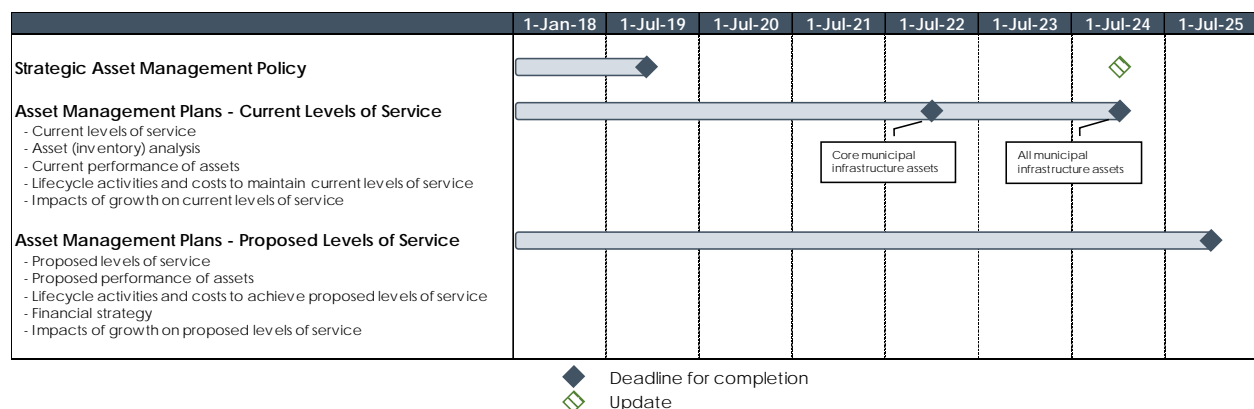 1-Jan-18 1-Jul-19 1-Jul-20 1-Jul-21 1-Jul-22 1-Jul-23 1-Jul-24 1-Jul-25
Strategic Asset Management Policy
Asset Management Plans - Current Levels of Service
- Current levels of service
- Asset (inventory) analysis
- Current performance of assets
- Lifecycle activities and costs to maintain current levels of service
- Impacts of growth on current levels of service
Core municipal
infrastructure assets
All municipal
infrastructure assets
Asset Management Plans - Proposed Levels of Service
- Proposed levels of service
- Proposed performance of assets
- Lifecycle activities and costs to achieve proposed levels of service
- Financial strategy
- Impacts of growth on proposed levels of service
Deadline for completion
Update